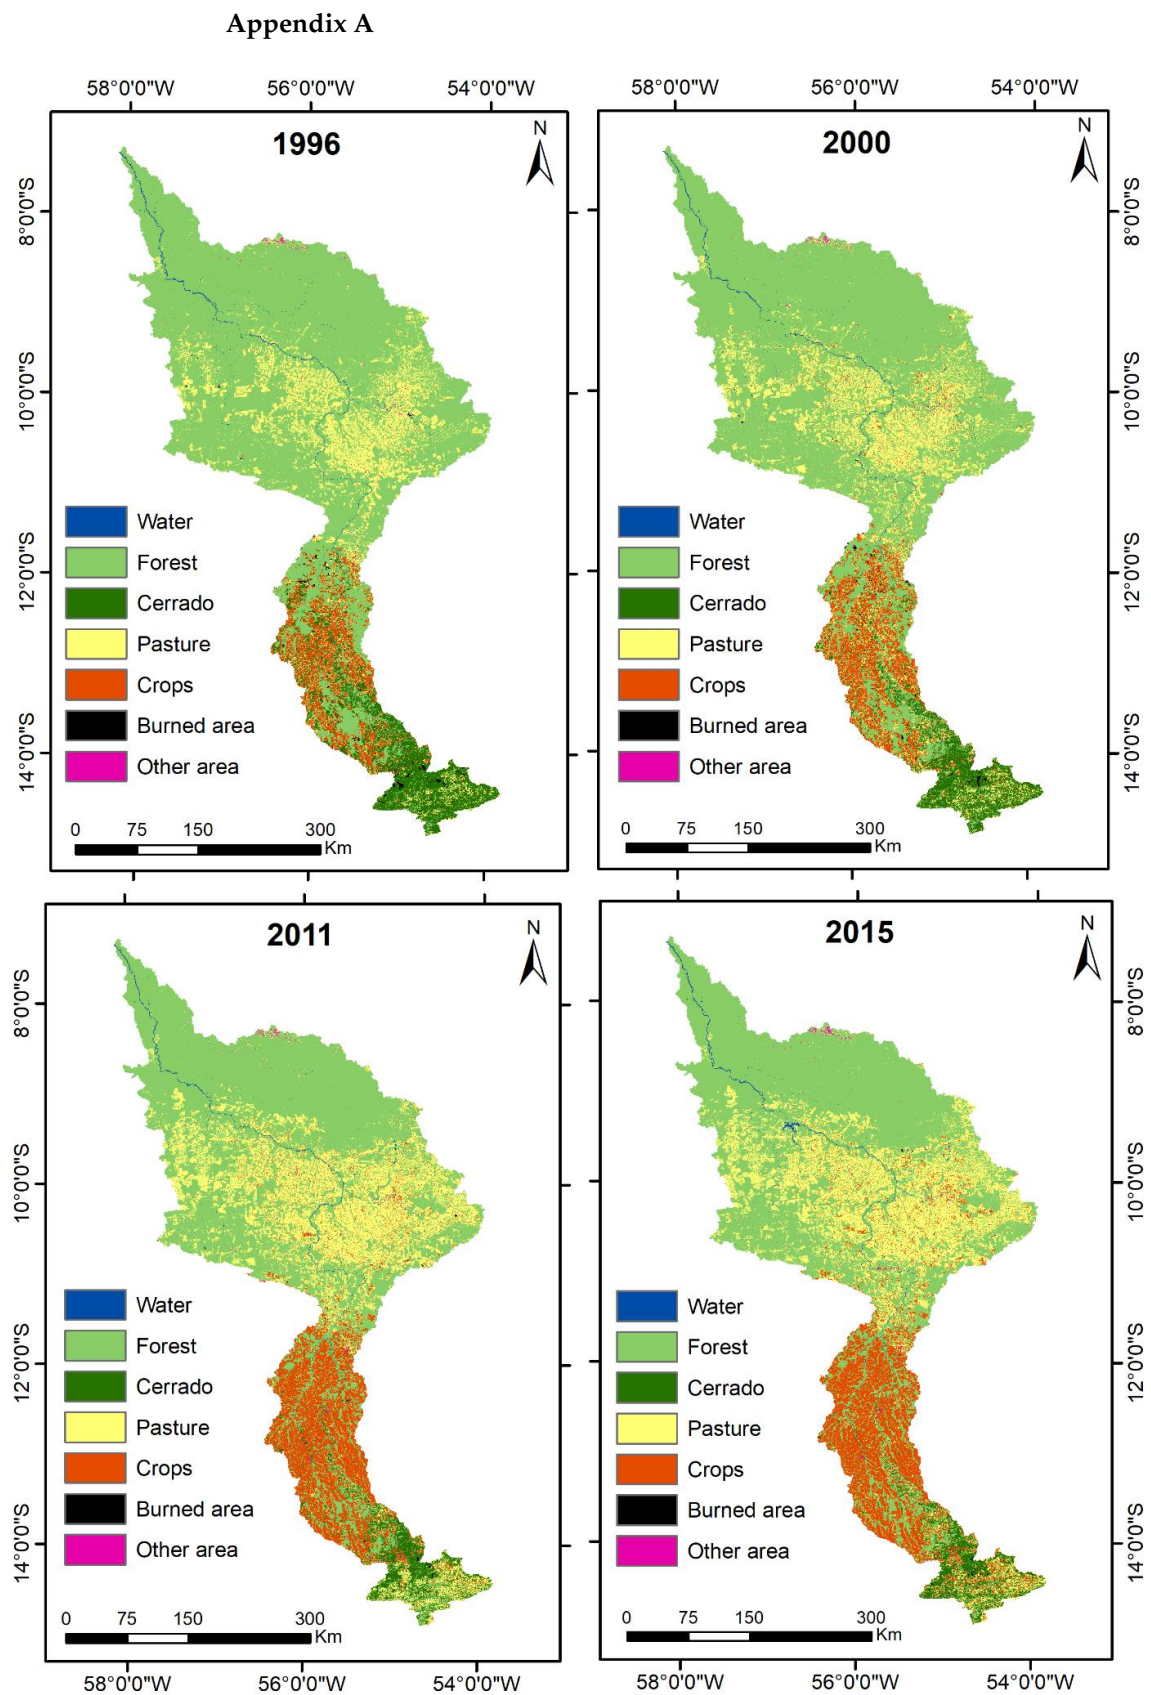 Appendix A
58°0'0"W 56°0'0"W 54°0'0"W 58°0'0"W 56°0'0"W 54°0'0"W
1996
N
8°0'0"S
10°0'0"S
12°0'0"S
14°0'0"S
Water
Forest
Cerrado
Pasture
Crops
Burned area
Other area
0 75 150 300
Km
2000
N
8°0'0"S
10°0'0"S
12°0'0"S
14°0'0"S
Water
Forest
Cerrado
Pasture
Crops
Burned area
Other area
0 75 150 300
Km
2011
N
8°0'0"S
10°0'0"S
12°0'0"S
14°0'0"S
Water
Forest
Cerrado
Pasture
Crops
Burned area
Other area
0 75 150 300
Km
2015
N
8°0'0"S
10°0'0"S
12°0'0"S
14°0'0"S
Water
Forest
Cerrado
Pasture
Crops
Burned area
Other area
0 75 150 300
Km
58°0'0"W 56°0'0"W 54°0'0"W 58°0'0"W 56°0'0"W 54°0'0"W